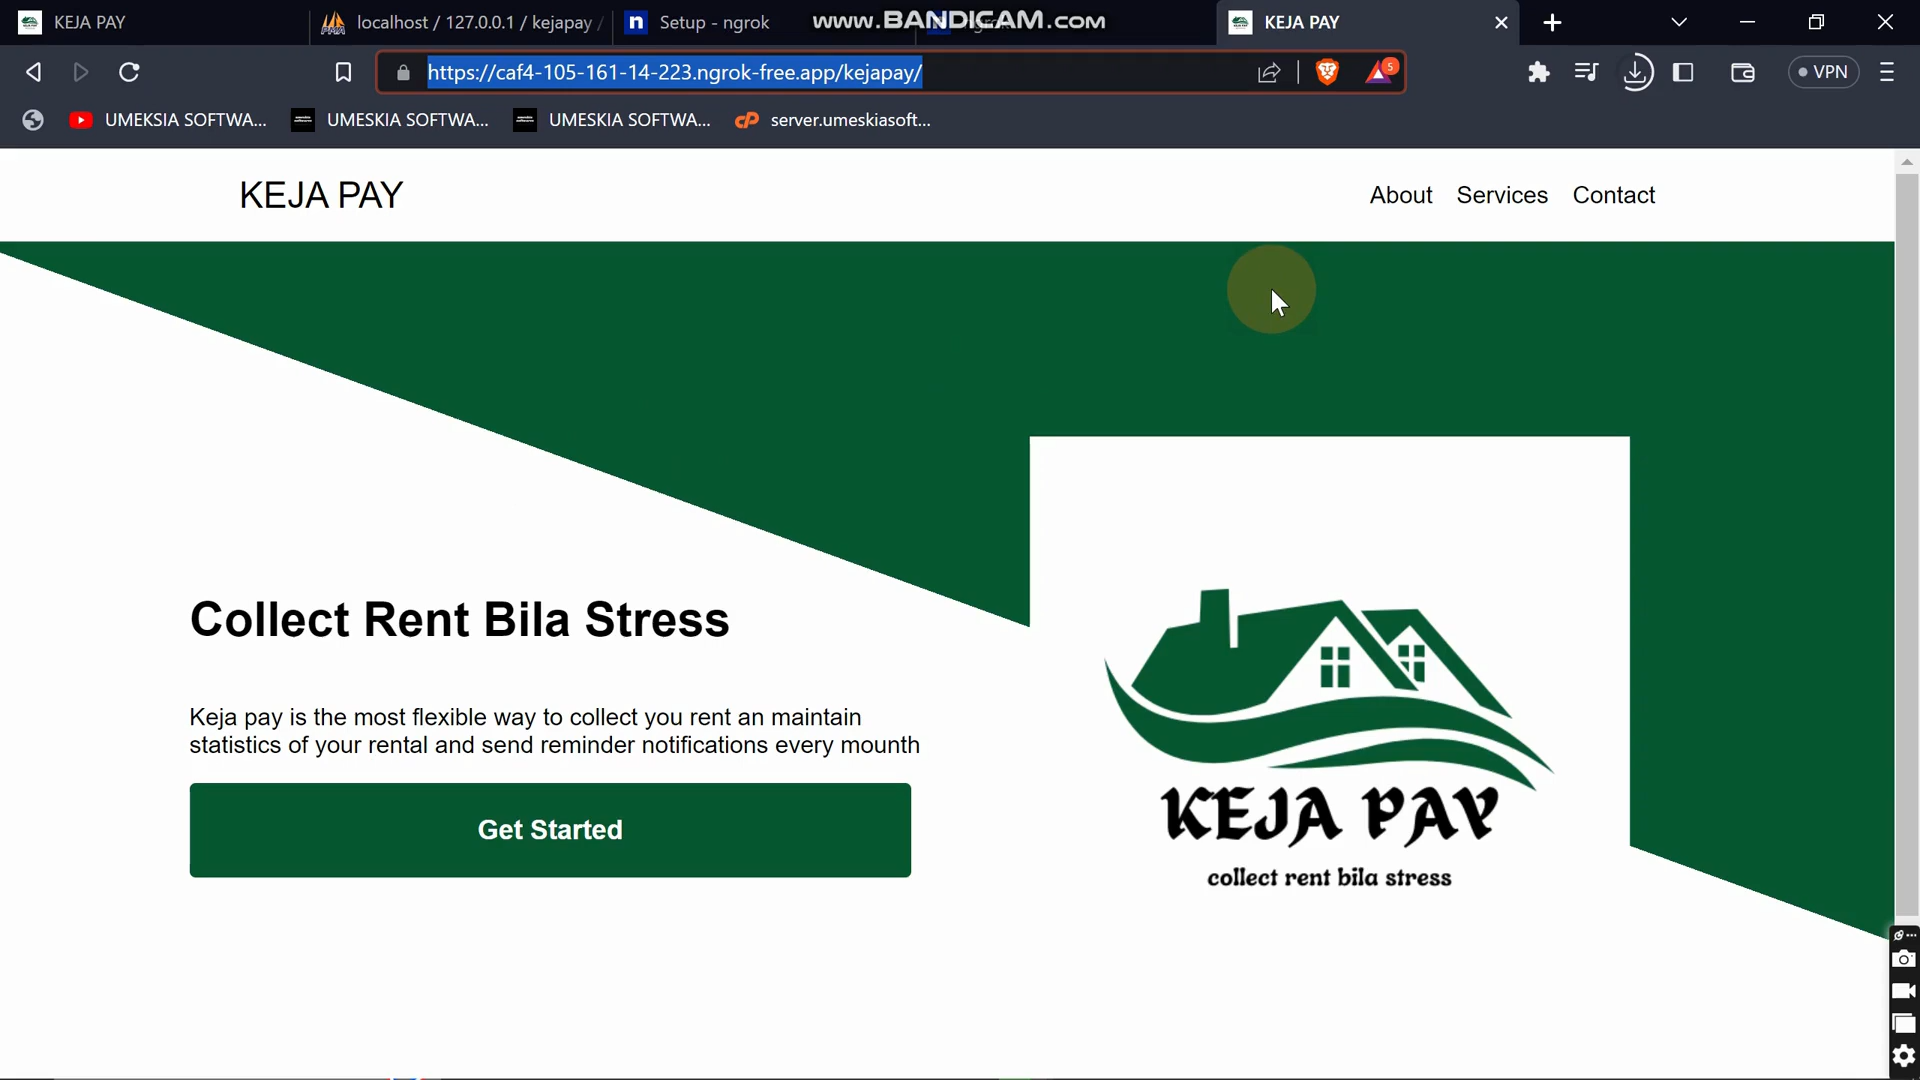 KEJA PAY
localhost / 127.0.0.1 / kejapay /
Setup - ngrok
www.BANDICAM.com
KEJA PAY
https://caf4-105-161-14-223.ngrok-free.app/kejapay/
5
VPN
UMEKSIA SOFTWA...
UMESKIA SOFTWA...
UMESKIA SOFTWA...
server.umeskiasoft...
KEJA PAY
About
Services
Contact
Collect Rent Bila Stress
Keja pay is the most flexible way to collect you rent an maintain
statistics of your rental and send reminder notifications every mounth
Get Started
KEJA PAY
collect rent bila stress